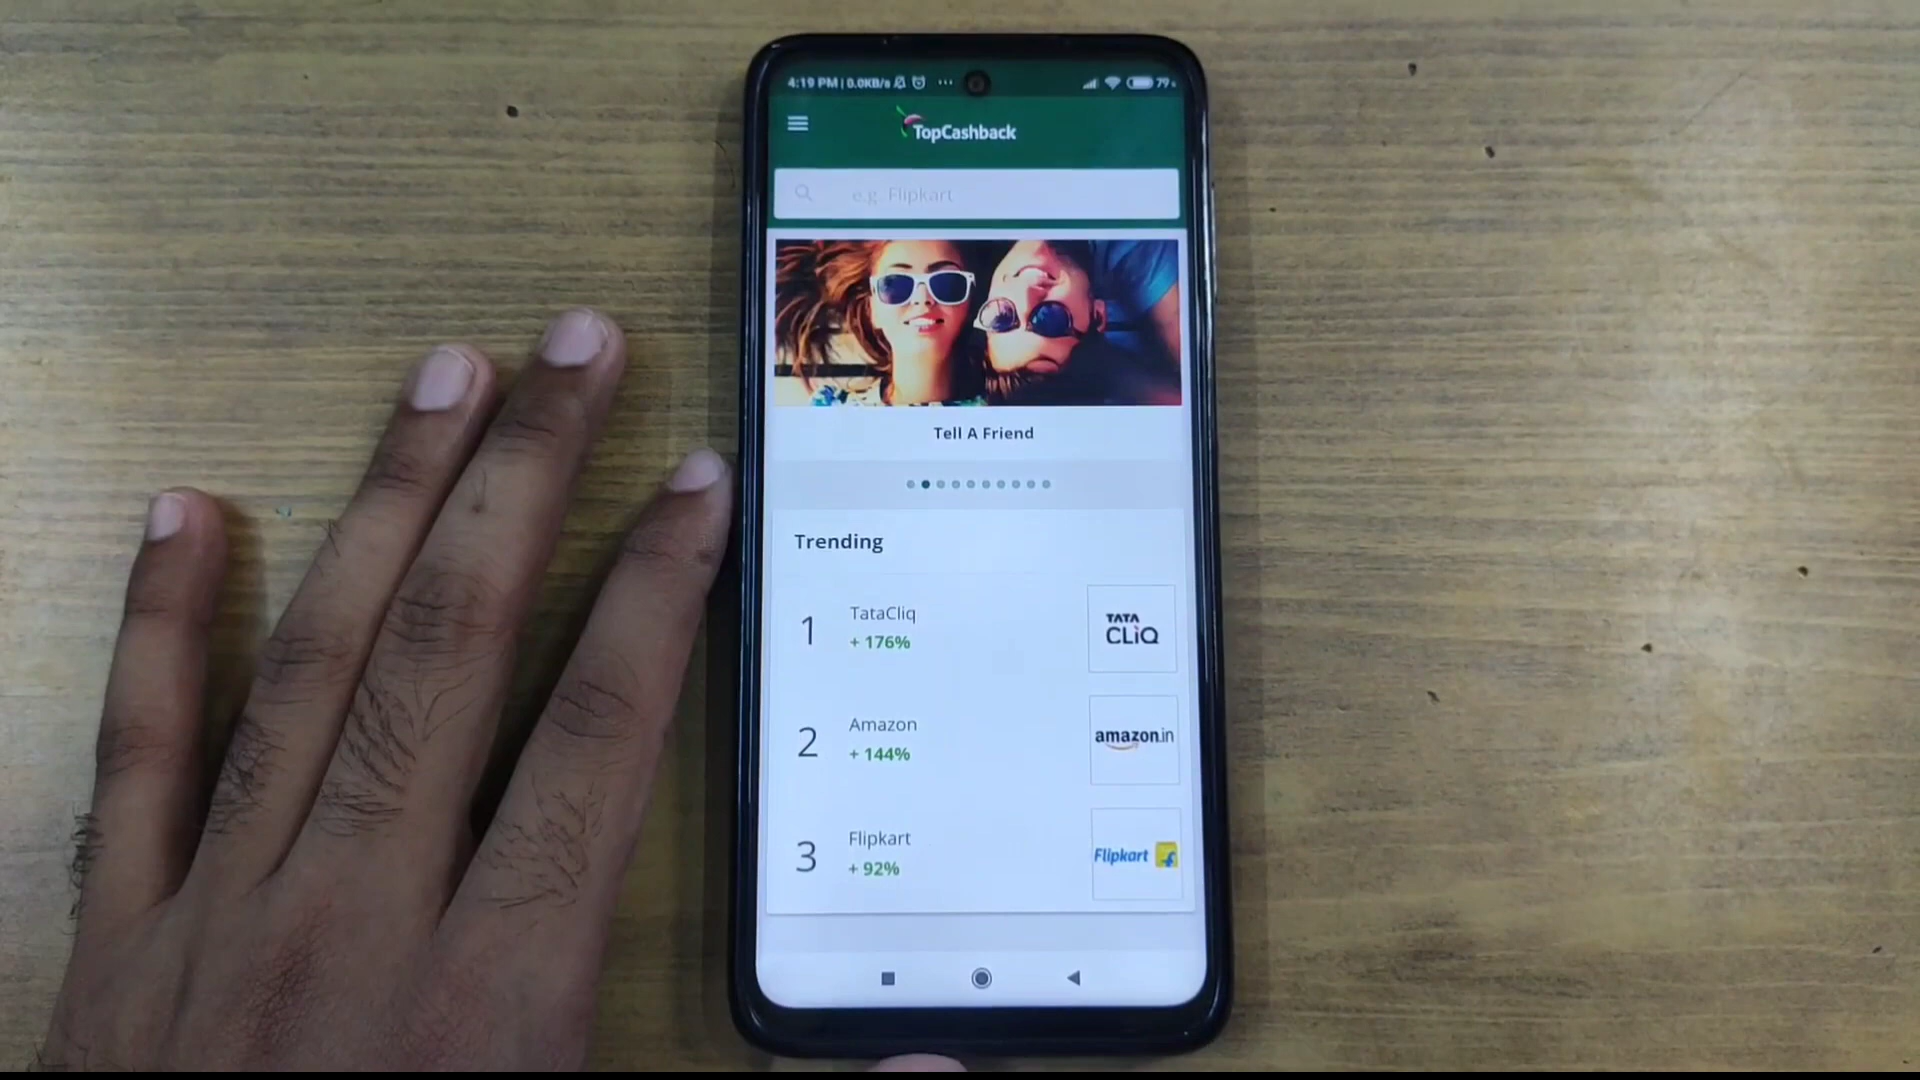 4:19 PM | 0.0KB/s ... 79
TopCashback
e.g. Flipkart
Tell A Friend
Trending
1 TataCliq
+ 176%
TATA
CLiQ
2 Amazon
+ 144%
amazon.in
3 Flipkart
+ 92%
Flipkart